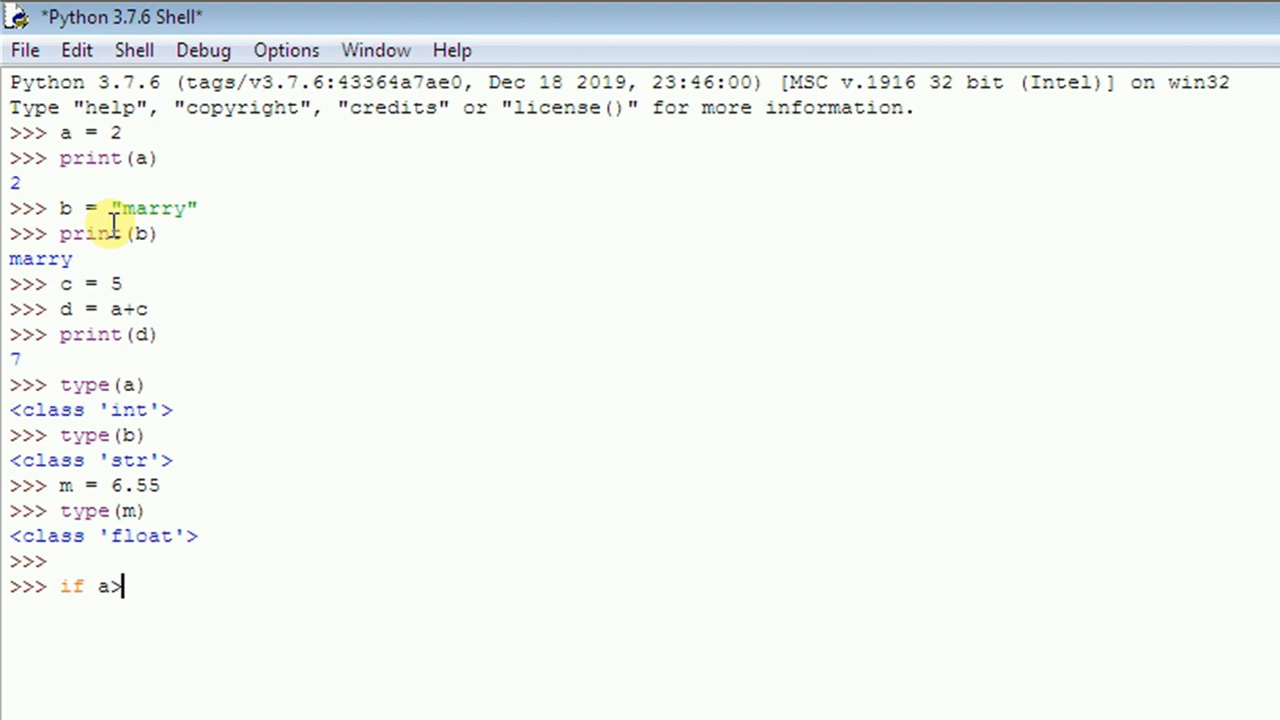 *Python 3.7.6 Shell*
File Edit Shell Debug Options Window Help
Python 3.7.6 (tags/v3.7.6:43364a7ae0, Dec 18 2019, 23:46:00) [MSC v.1916 32 bit (Intel)] on win32
Type "help", "copyright", "credits" or "license()" for more information.
>>> a = 2
>>> print(a)
2
>>> b = "marry"
>>> print(b)
marry
>>> c = 5
>>> d = a+c
>>> print(d)
7
>>> type(a)
<class 'int'>
>>> type(b)
<class 'str'>
>>> m = 6.55
>>> type(m)
<class 'float'>
>>>
>>> if a>